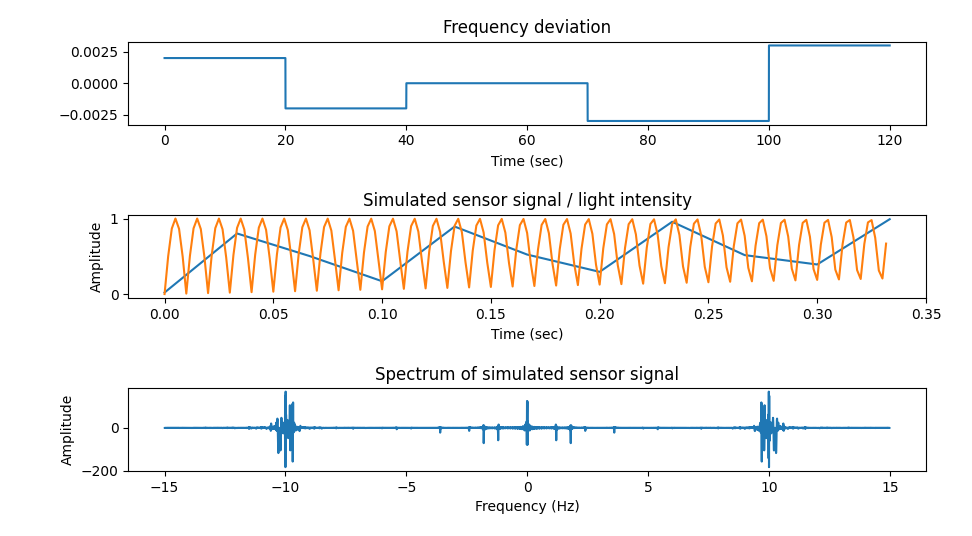 Frequency deviation
0.0025
0.0000
−0.0025
0 20 40 60 80 100 120
Time (sec)
Simulated sensor signal / light intensity
Amplitude
1
0
0.00 0.05 0.10 0.15 0.20 0.25 0.30 0.35
Time (sec)
Spectrum of simulated sensor signal
Amplitude
0
−200
−15 −10 −5 0 5 10 15
Frequency (Hz)